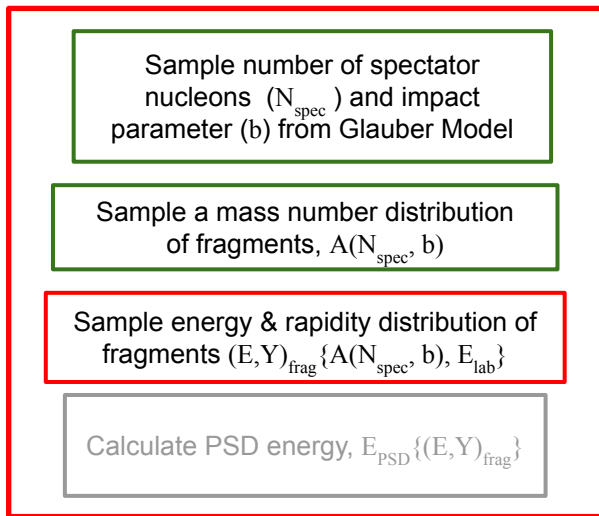 Sample number of spectator
nucleons (N_spec) and impact
parameter (b) from Glauber Model
Sample a mass number distribution
of fragments, A(N_spec, b)
Sample energy & rapidity distribution of
fragments (E,Y)_frag{A(N_spec, b), E_lab}
Calculate PSD energy, E_PSD{(E,Y)_frag}